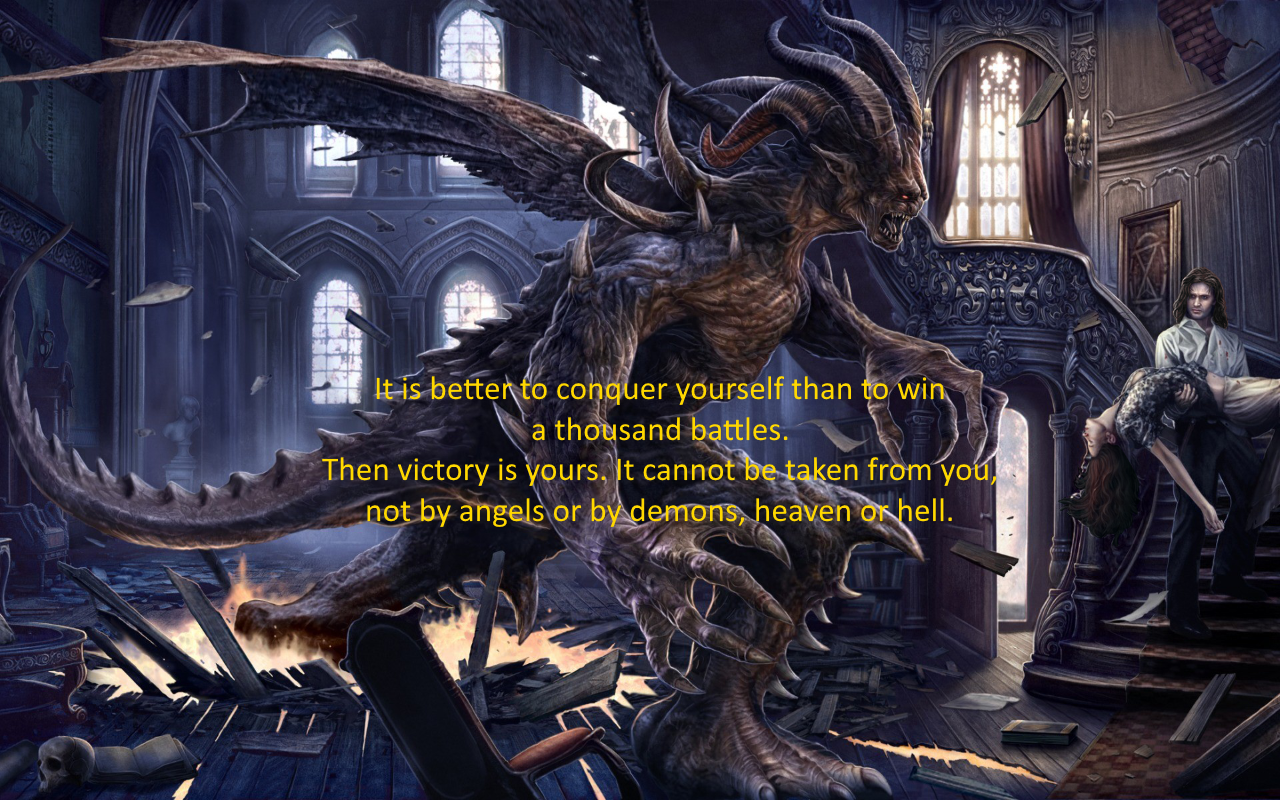 It is better to conquer yourself than to win
a thousand battles.
Then victory is yours. It cannot be taken from you,
not by angels or by demons, heaven or hell.